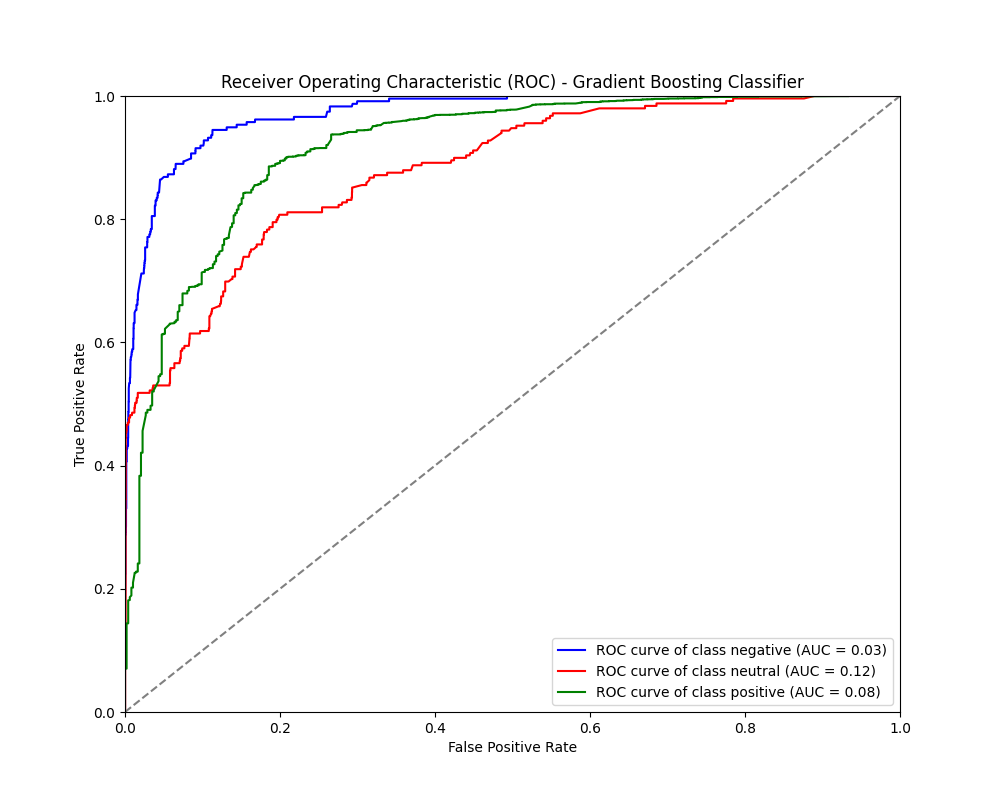 Receiver Operating Characteristic (ROC) - Gradient Boosting Classifier
1.0
0.8
0.6
0.4
0.2
0.0
True Positive Rate
0.0 0.2 0.4 0.6 0.8 1.0
False Positive Rate
ROC curve of class negative (AUC = 0.03)
ROC curve of class neutral (AUC = 0.12)
ROC curve of class positive (AUC = 0.08)